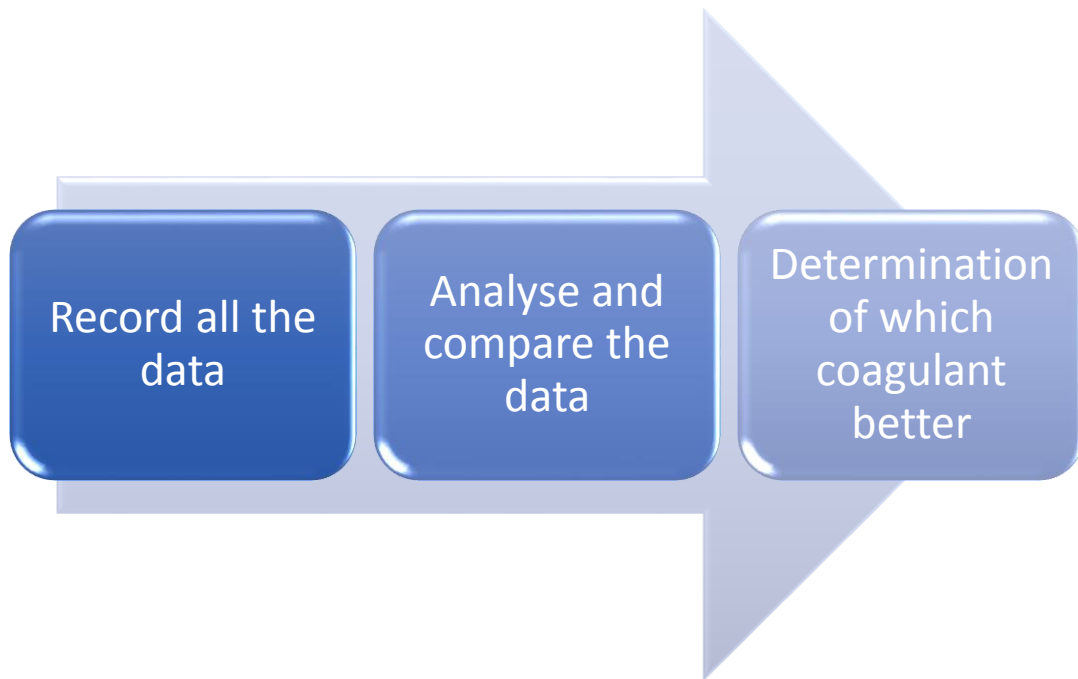 Record all the
data
Analyse and
compare the
data
Determination
of which
coagulant
better